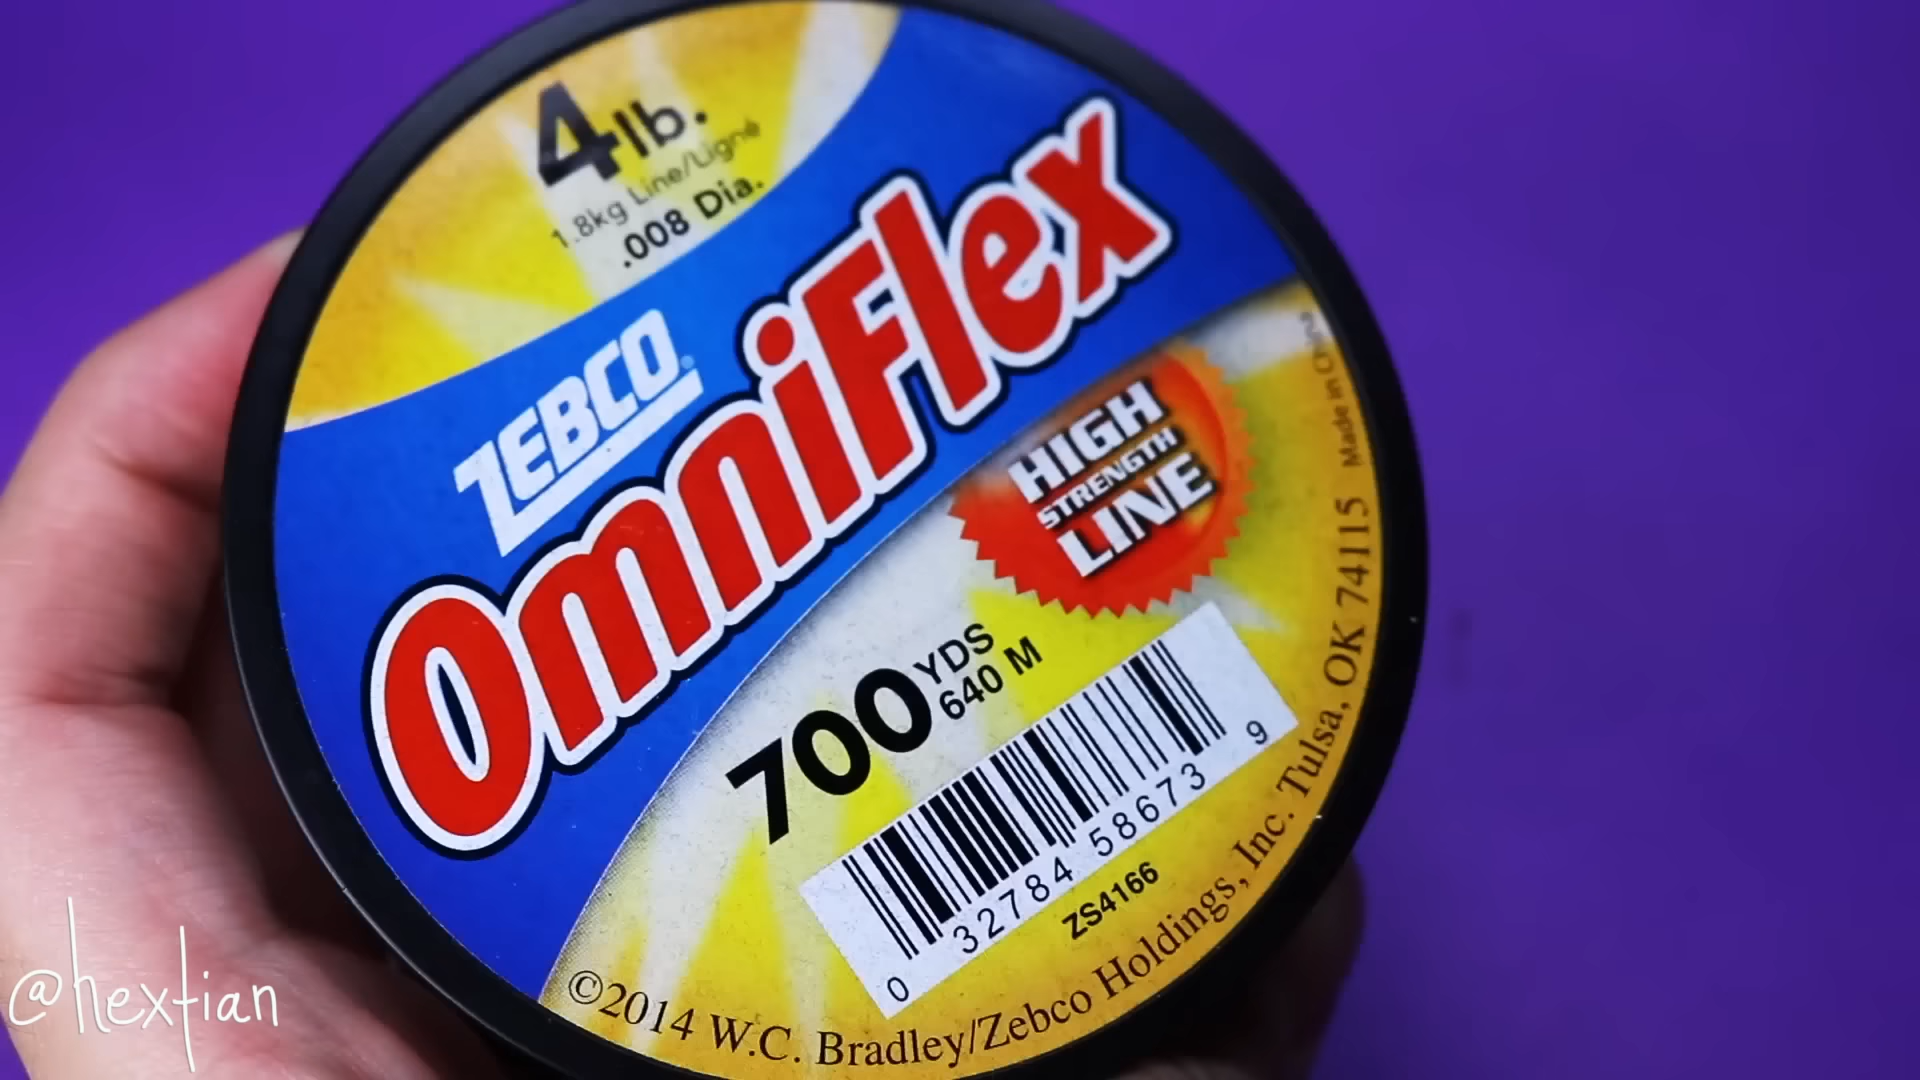 4lb.
1.8kg Line/Ligné
.008 Dia.
ZEBCO®
OmniFlex
HIGH
STRENGTH
LINE
700 YDS
640 M
0 32784 58673 9
ZS4166
©2014 W.C. Bradley/Zebco Holdings, Inc. Tulsa, OK 74115 Made in China
@hextian